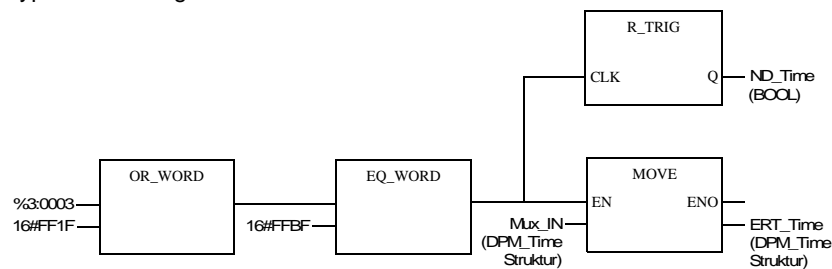 R_TRIG
CLK Q ND_Time
(BOOL)
OR_WORD EQ_WORD MOVE
%3:0003 EN ENO
16#FF1F 16#FFBF Mux_IN ERT_Time
(DPM_Time (DPM_Time
Struktur) Struktur)